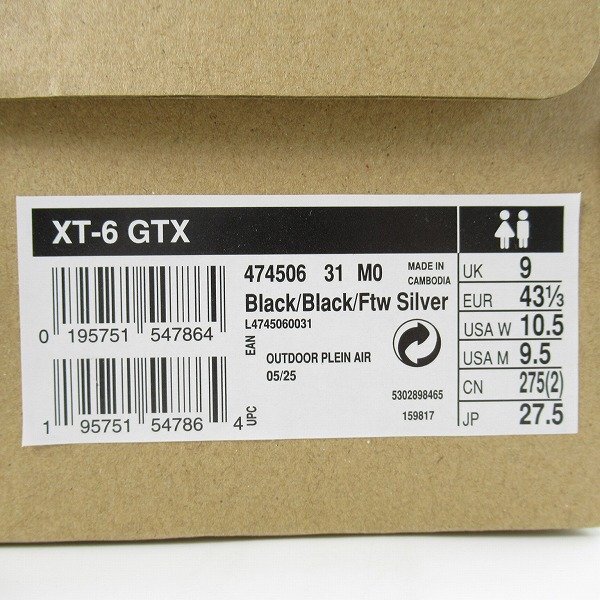 XT-6 GTX
474506 31 M0
MADE IN
CAMBODIA
Black/Black/Ftw Silver
L4745060031
0 195751 547864
EAN
OUTDOOR PLEIN AIR
05/25
5302898465
159817
1 95751 54786 4
UPC
UK 9
EUR 43⅓
USA W 10.5
USA M 9.5
CN 275(2)
JP 27.5